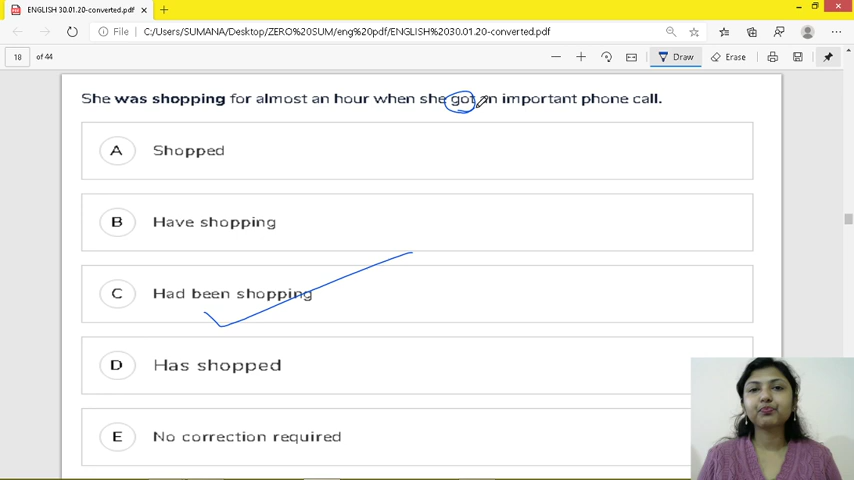 ENGLISH 30.01.20-converted.pdf
File C:/Users/SUMANA/Desktop/ZERO%20SUM/eng%20pdf/ENGLISH%2030.01.20-converted.pdf
18 of 44
Draw Erase
She was shopping for almost an hour when she got an important phone call.
A Shopped
B Have shopping
C Had been shopping
D Has shopped
E No correction required